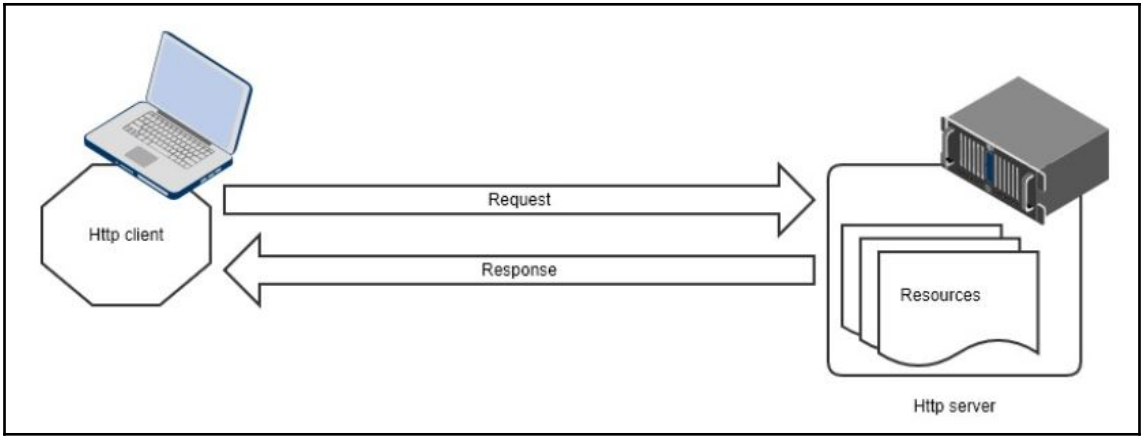 Request
Http client
Response
Resources
Http server